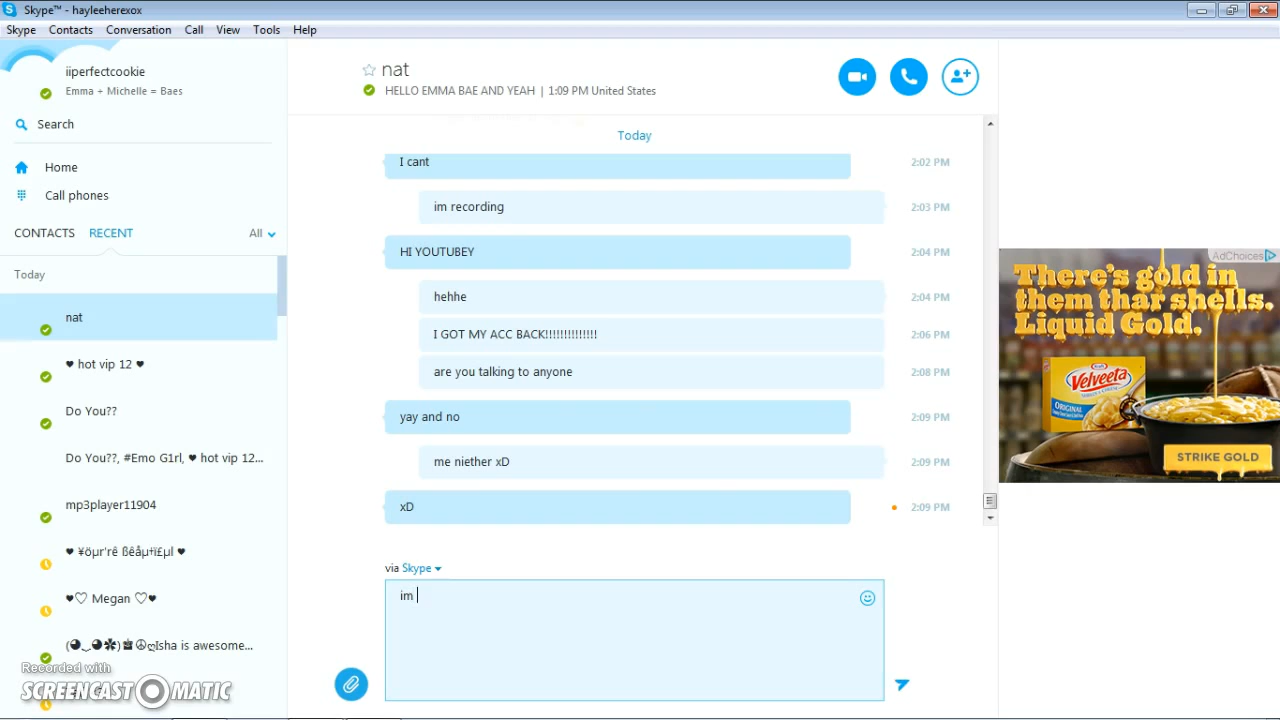 Skype™ - hayleeherexox
Skype Contacts Conversation Call View Tools Help
iiperfectcookie
Emma + Michelle = Baes
Search
Home
Call phones
CONTACTS RECENT All
Today
nat
♥ hot vip 12 ♥
Do You??
Do You??, #Emo G1rl, ♥ hot vip 12...
mp3player11904
♥ ¥öµr'rê ßêåµ†ï£µl ♥
♥♡ Megan ♡♥
Isha is awesome...
Recorded with
SCREENCAST-O-MATIC
nat
HELLO EMMA BAE AND YEAH | 1:09 PM United States
Today
I cant 2:02 PM
im recording 2:03 PM
HI YOUTUBEY 2:04 PM
hehhe 2:04 PM
I GOT MY ACC BACK!!!!!!!!!!!!!! 2:06 PM
are you talking to anyone 2:08 PM
yay and no 2:09 PM
me niether xD 2:09 PM
xD 2:09 PM
via Skype
im
AdChoices
There's gold in
them thar shells.
Liquid Gold.
Velveeta
ORIGINAL
STRIKE GOLD